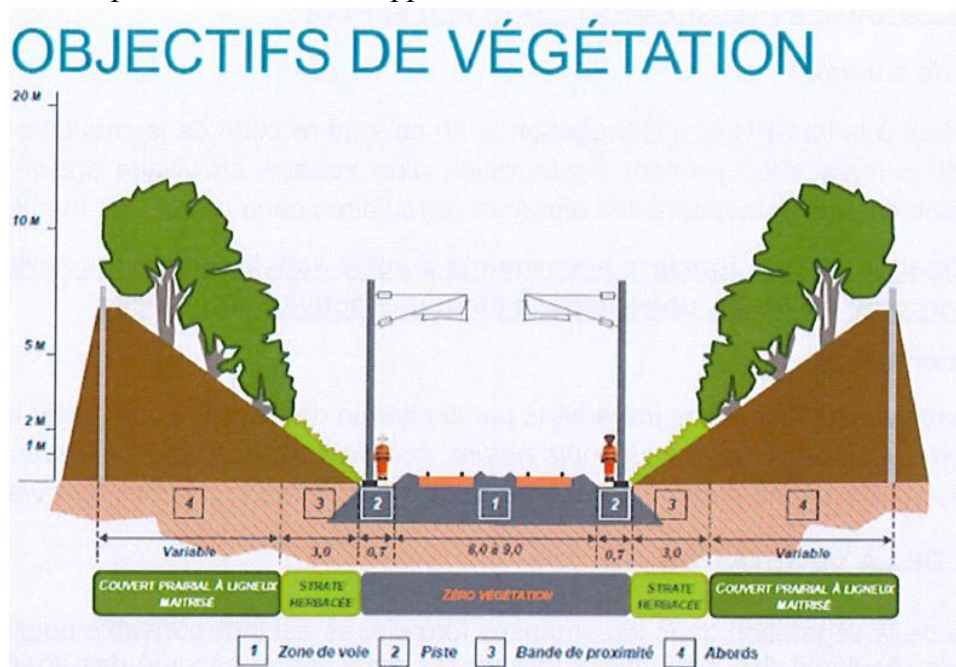 OBJECTIFS DE VÉGÉTATION
20 M
10 M
5 M
2 M
1 M
4 3 2 1 2 3 4
Variable 3,0 0,7 à 9,0 0,7 3,0 Variable
COUVERT PRAIRIAL À LIGNEUX
MAITRISÉ
STRATE
HERBACÉE
ZÉRO VÉGÉTATION
STRATE
HERBACÉE
COUVERT PRAIRIAL À LIGNEUX
MAITRISÉ
1 Zone de voie 2 Piste 3 Bande de proximité 4 Abords